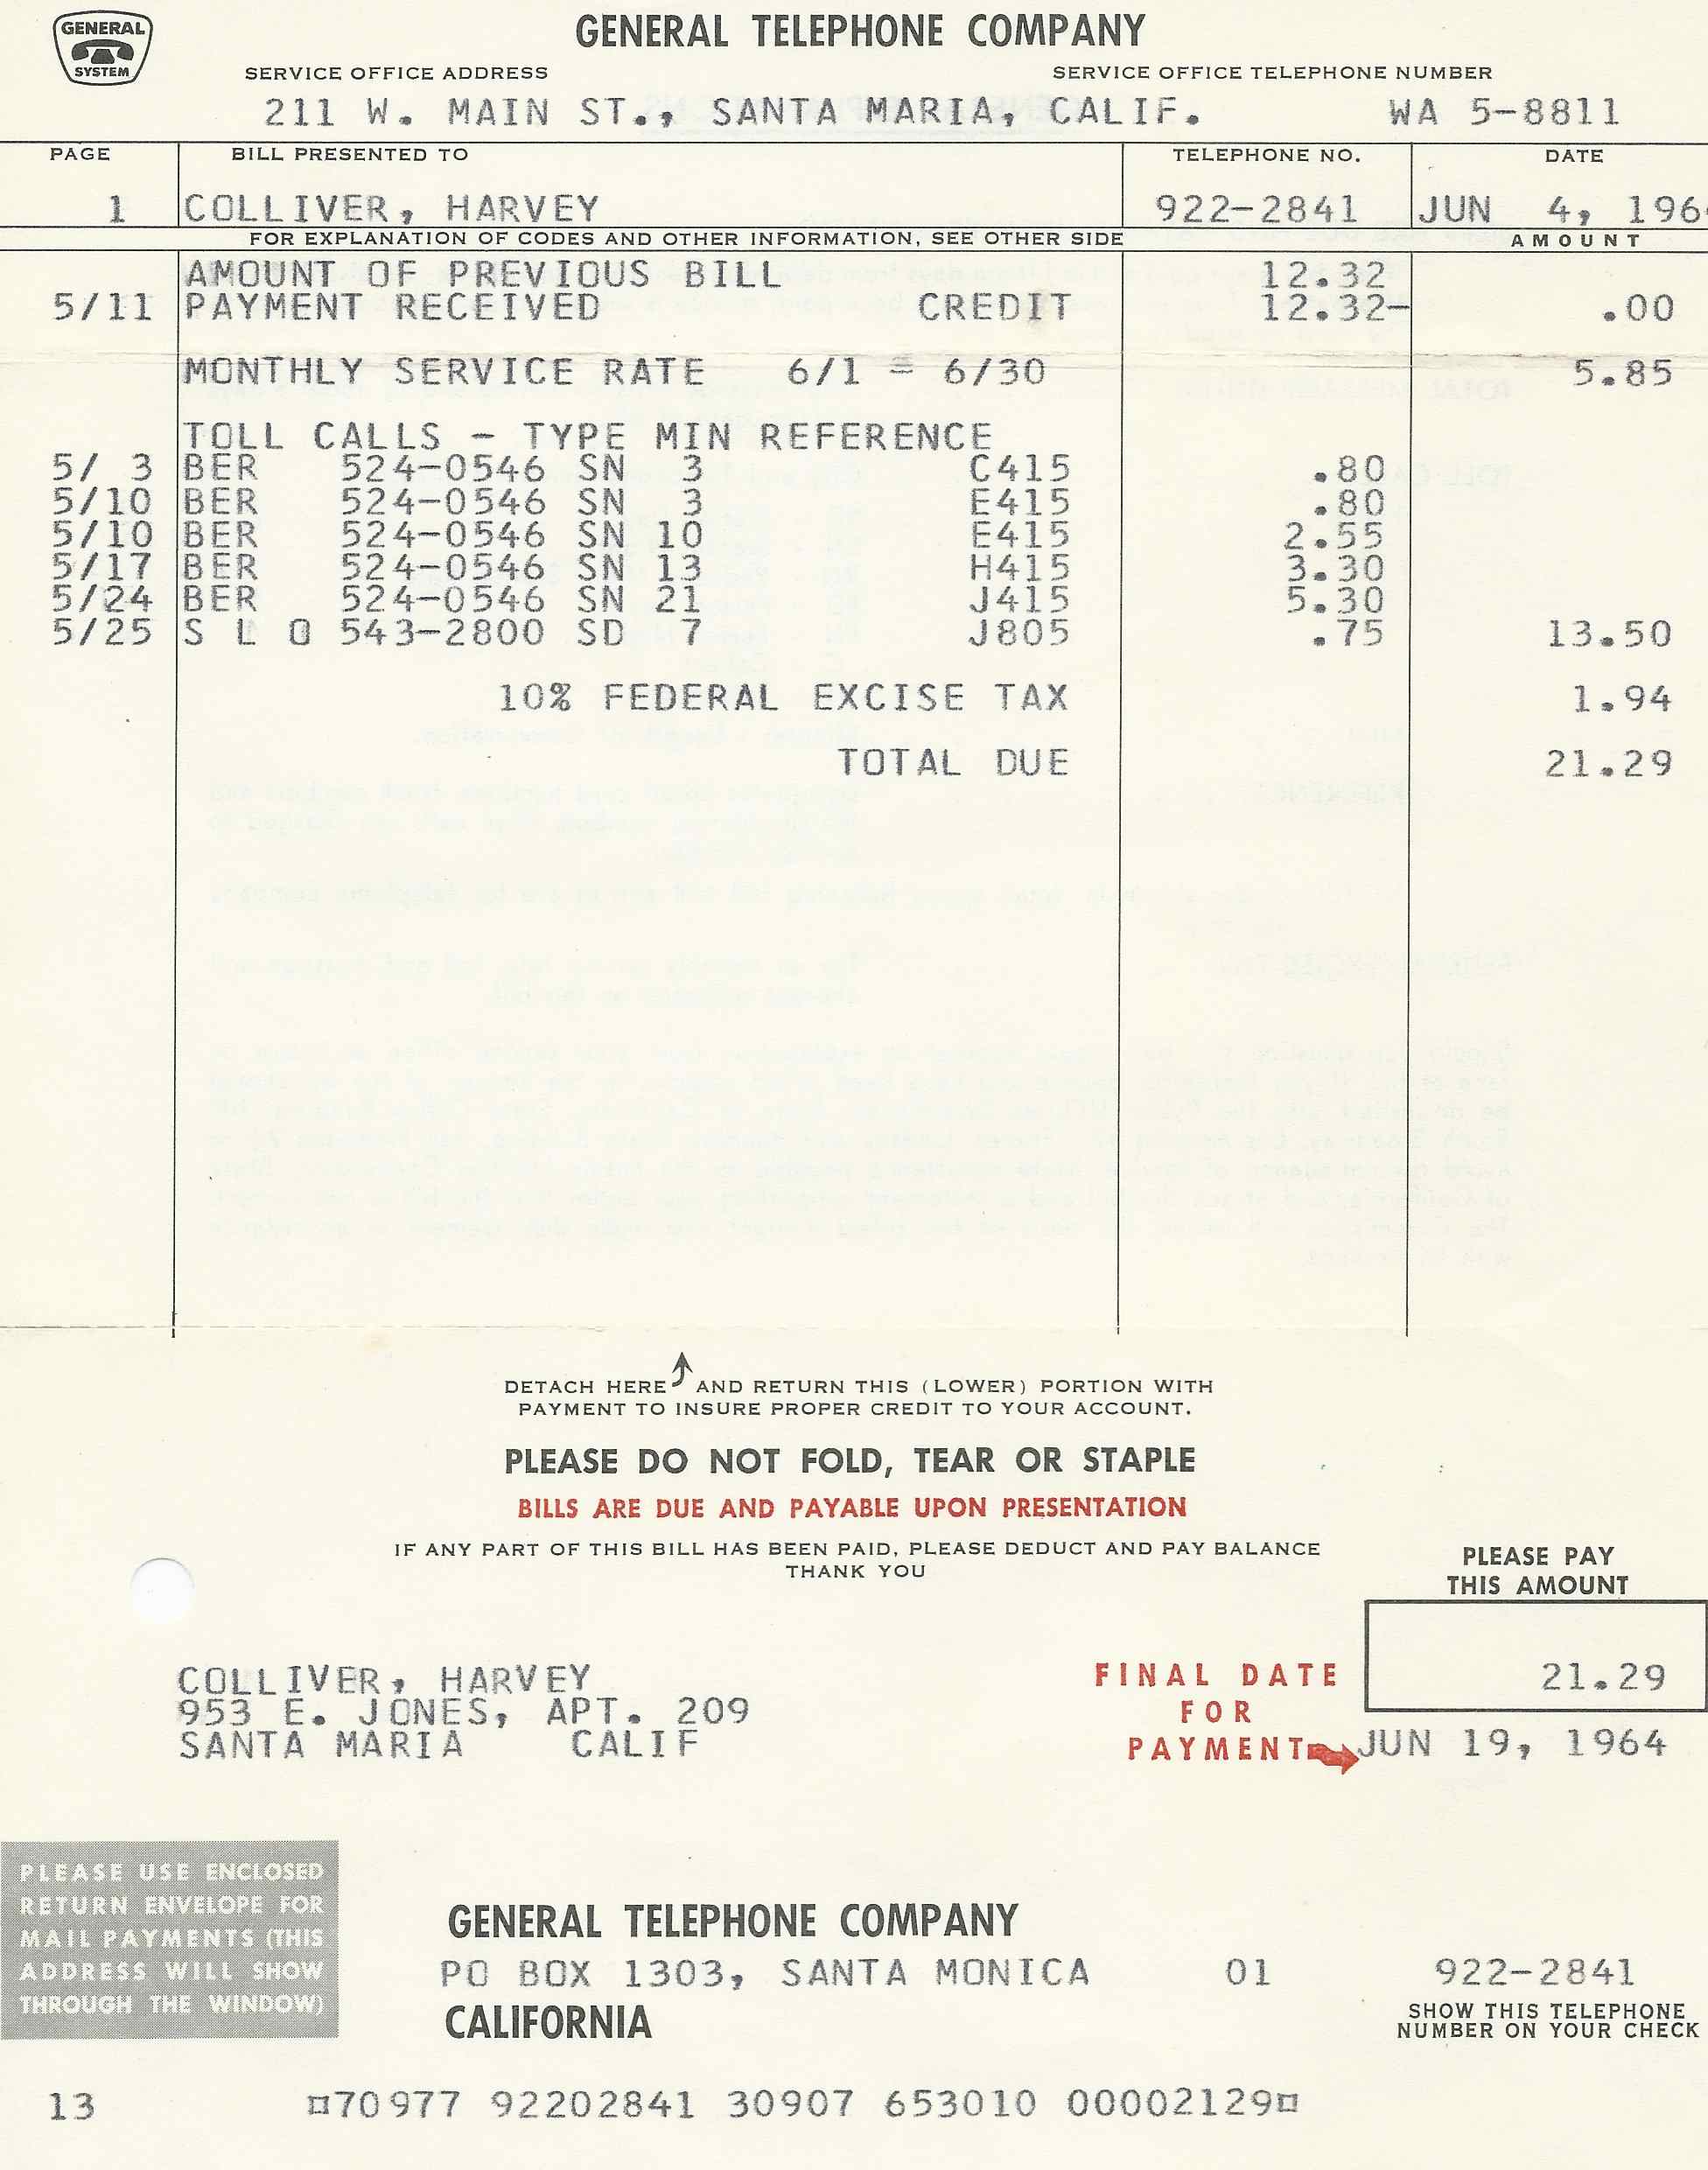 GENERAL SYSTEM
GENERAL TELEPHONE COMPANY
SERVICE OFFICE ADDRESS SERVICE OFFICE TELEPHONE NUMBER
211 W. MAIN ST., SANTA MARIA, CALIF. WA 5-8811
PAGE BILL PRESENTED TO TELEPHONE NO. DATE
1 COLLIVER, HARVEY 922-2841 JUN 4, 196
FOR EXPLANATION OF CODES AND OTHER INFORMATION, SEE OTHER SIDE AMOUNT
AMOUNT OF PREVIOUS BILL 12.32
5/11 PAYMENT RECEIVED CREDIT 12.32- .00
MONTHLY SERVICE RATE 6/1 = 6/30 5.85
TOLL CALLS - TYPE MIN REFERENCE
5/ 3 BER 524-0546 SN 3 C415 .80
5/10 BER 524-0546 SN 3 E415 .80
5/10 BER 524-0546 SN 10 E415 2.55
5/17 BER 524-0546 SN 13 H415 3.30
5/24 BER 524-0546 SN 21 J415 5.30
5/25 S L O 543-2800 SD 7 J805 .75 13.50
10% FEDERAL EXCISE TAX 1.94
TOTAL DUE 21.29
DETACH HERE AND RETURN THIS (LOWER) PORTION WITH
PAYMENT TO INSURE PROPER CREDIT TO YOUR ACCOUNT.
PLEASE DO NOT FOLD, TEAR OR STAPLE
BILLS ARE DUE AND PAYABLE UPON PRESENTATION
IF ANY PART OF THIS BILL HAS BEEN PAID, PLEASE DEDUCT AND PAY BALANCE
THANK YOU
PLEASE PAY
THIS AMOUNT
21.29
COLLIVER, HARVEY
953 E. JONES, APT. 209
SANTA MARIA CALIF
FINAL DATE
FOR
PAYMENT JUN 19, 1964
PLEASE USE ENCLOSED
RETURN ENVELOPE FOR
MAIL PAYMENTS (THIS
ADDRESS WILL SHOW
THROUGH THE WINDOW)
GENERAL TELEPHONE COMPANY
PO BOX 1303, SANTA MONICA 01
CALIFORNIA
922-2841
SHOW THIS TELEPHONE
NUMBER ON YOUR CHECK
13 ¤70977 92202841 30907 653010 00002129¤